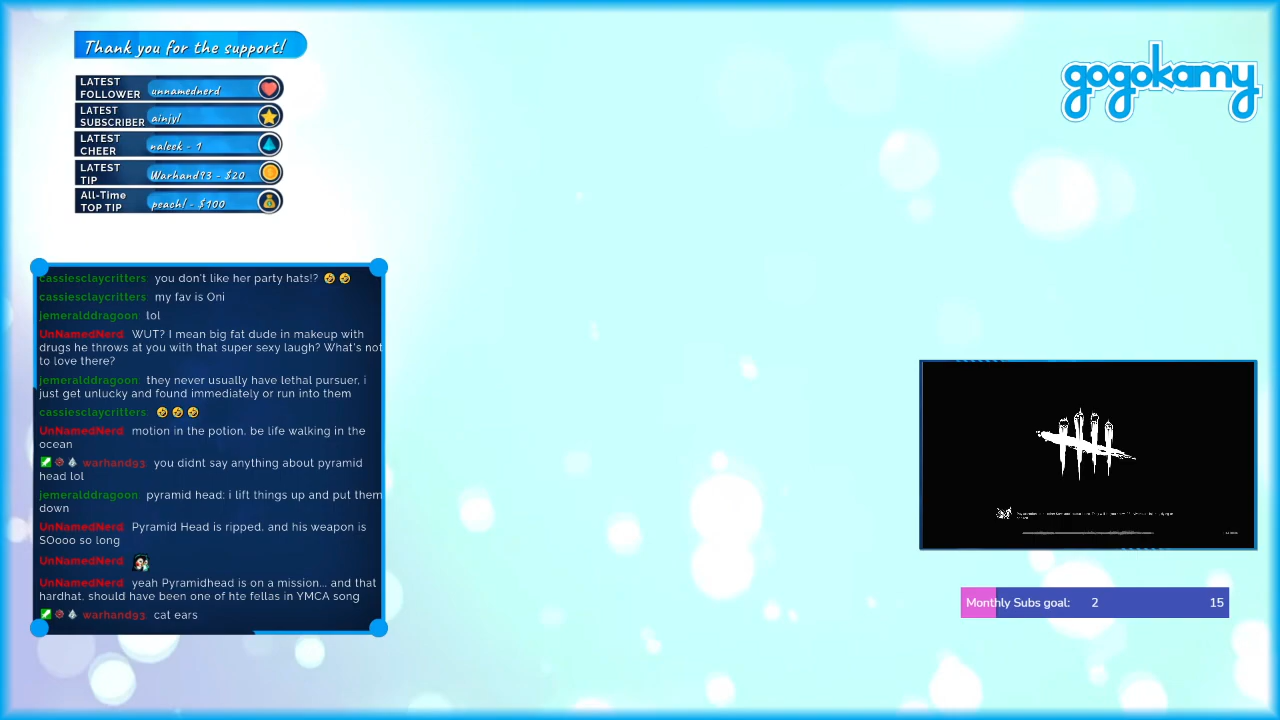 Thank you for the support!
LATEST
FOLLOWER
unnamednerd
LATEST
SUBSCRIBER
ainjyl
LATEST
CHEER
naleek - 1
LATEST
TIP
Warhand93 - $20
All-Time
TOP TIP
peach! - $100
gogokamy
cassiesclaycritters: you don't like her party hats!? 🤣 🤣
cassiesclaycritters: my fav is Oni
jemeralddragoon: lol
UnNamedNerd: WUT? I mean big fat dude in makeup with
drugs he throws at you with that super sexy laugh? What's not
to love there?
jemeralddragoon: they never usually have lethal pursuer, i
just get unlucky and found immediately or run into them
cassiesclaycritters: 🤣 🤣 🤣
UnNamedNerd: motion in the potion. be life walking in the
ocean
warhand93: you didnt say anything about pyramid
head lol
jemeralddragoon: pyramid head: i lift things up and put them
down
UnNamedNerd: Pyramid Head is ripped, and his weapon is
SOooo so long
UnNamedNerd:
UnNamedNerd: yeah Pyramidhead is on a mission... and that
hardhat, should have been one of hte fellas in YMCA song
warhand93: cat ears
Monthly Subs goal: 2 15